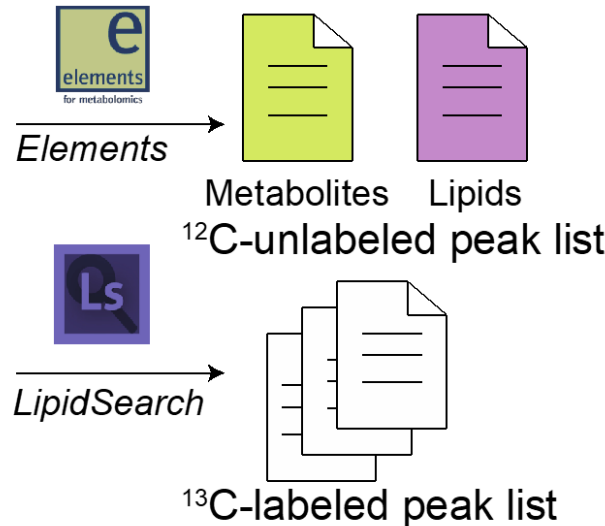 e
elements
for metabolomics
Elements
Metabolites
Lipids
¹²C-unlabeled peak list
Ls
LipidSearch
¹³C-labeled peak list